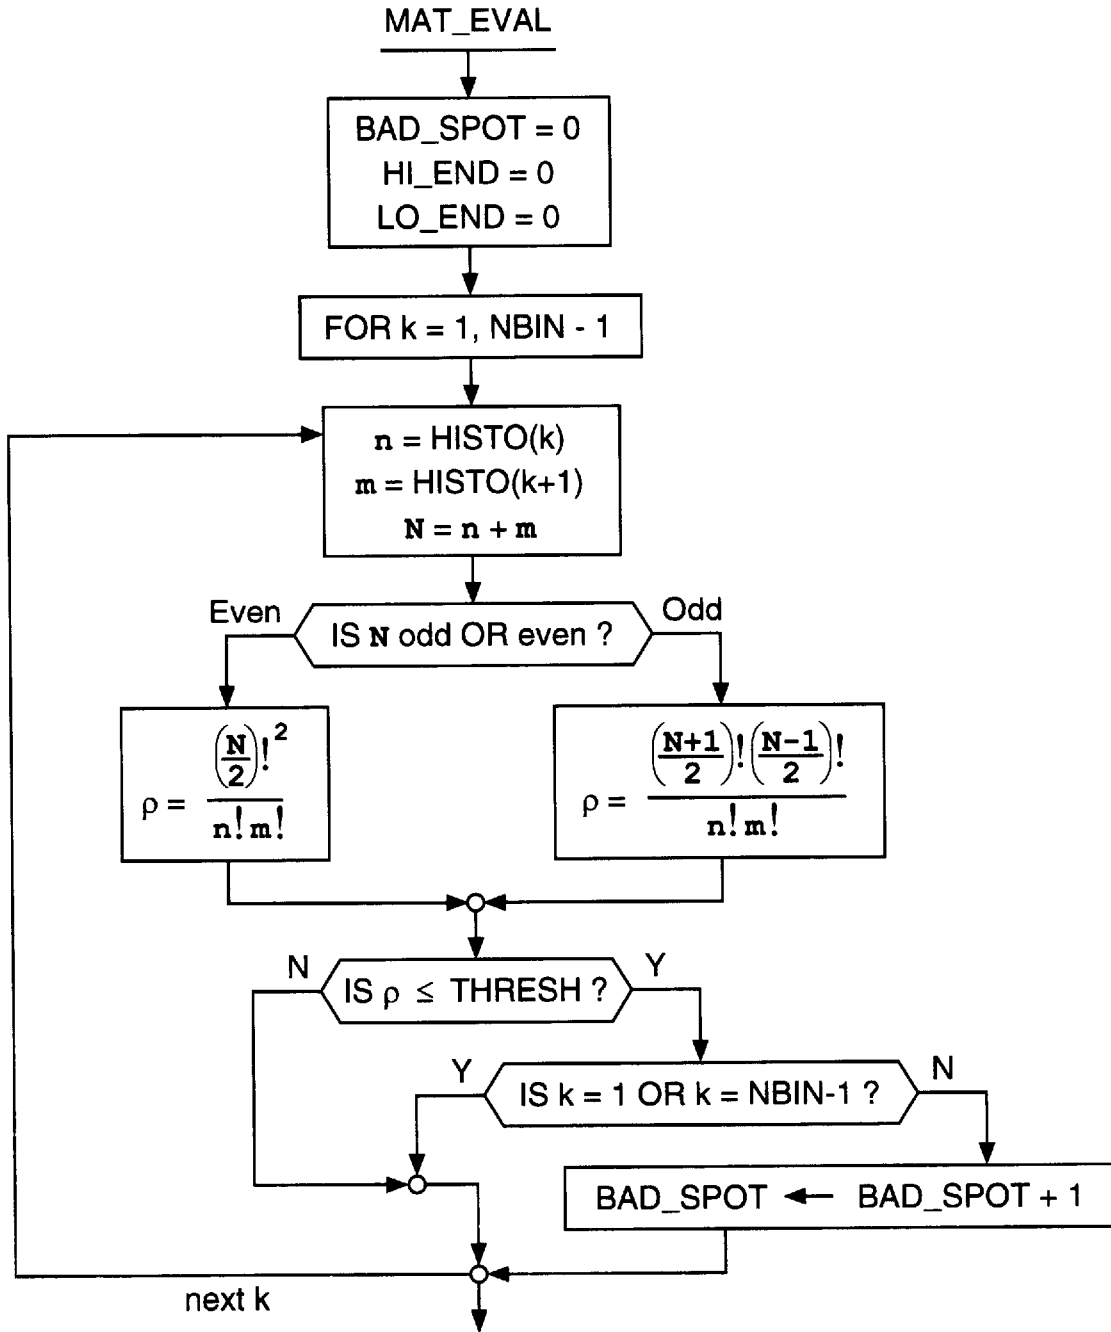 MAT_EVAL
BAD_SPOT = 0
HI_END = 0
LO_END = 0
FOR k = 1, NBIN - 1
n = HISTO(k)
m = HISTO(k+1)
N = n + m
Even
IS N odd OR even ?
Odd
ρ = (N/2)!² / n! m!
ρ = ((N+1)/2)! ((N-1)/2)! / n! m!
N
IS ρ ≤ THRESH ?
Y
Y
IS k = 1 OR k = NBIN-1 ?
N
BAD_SPOT ← BAD_SPOT + 1
next k